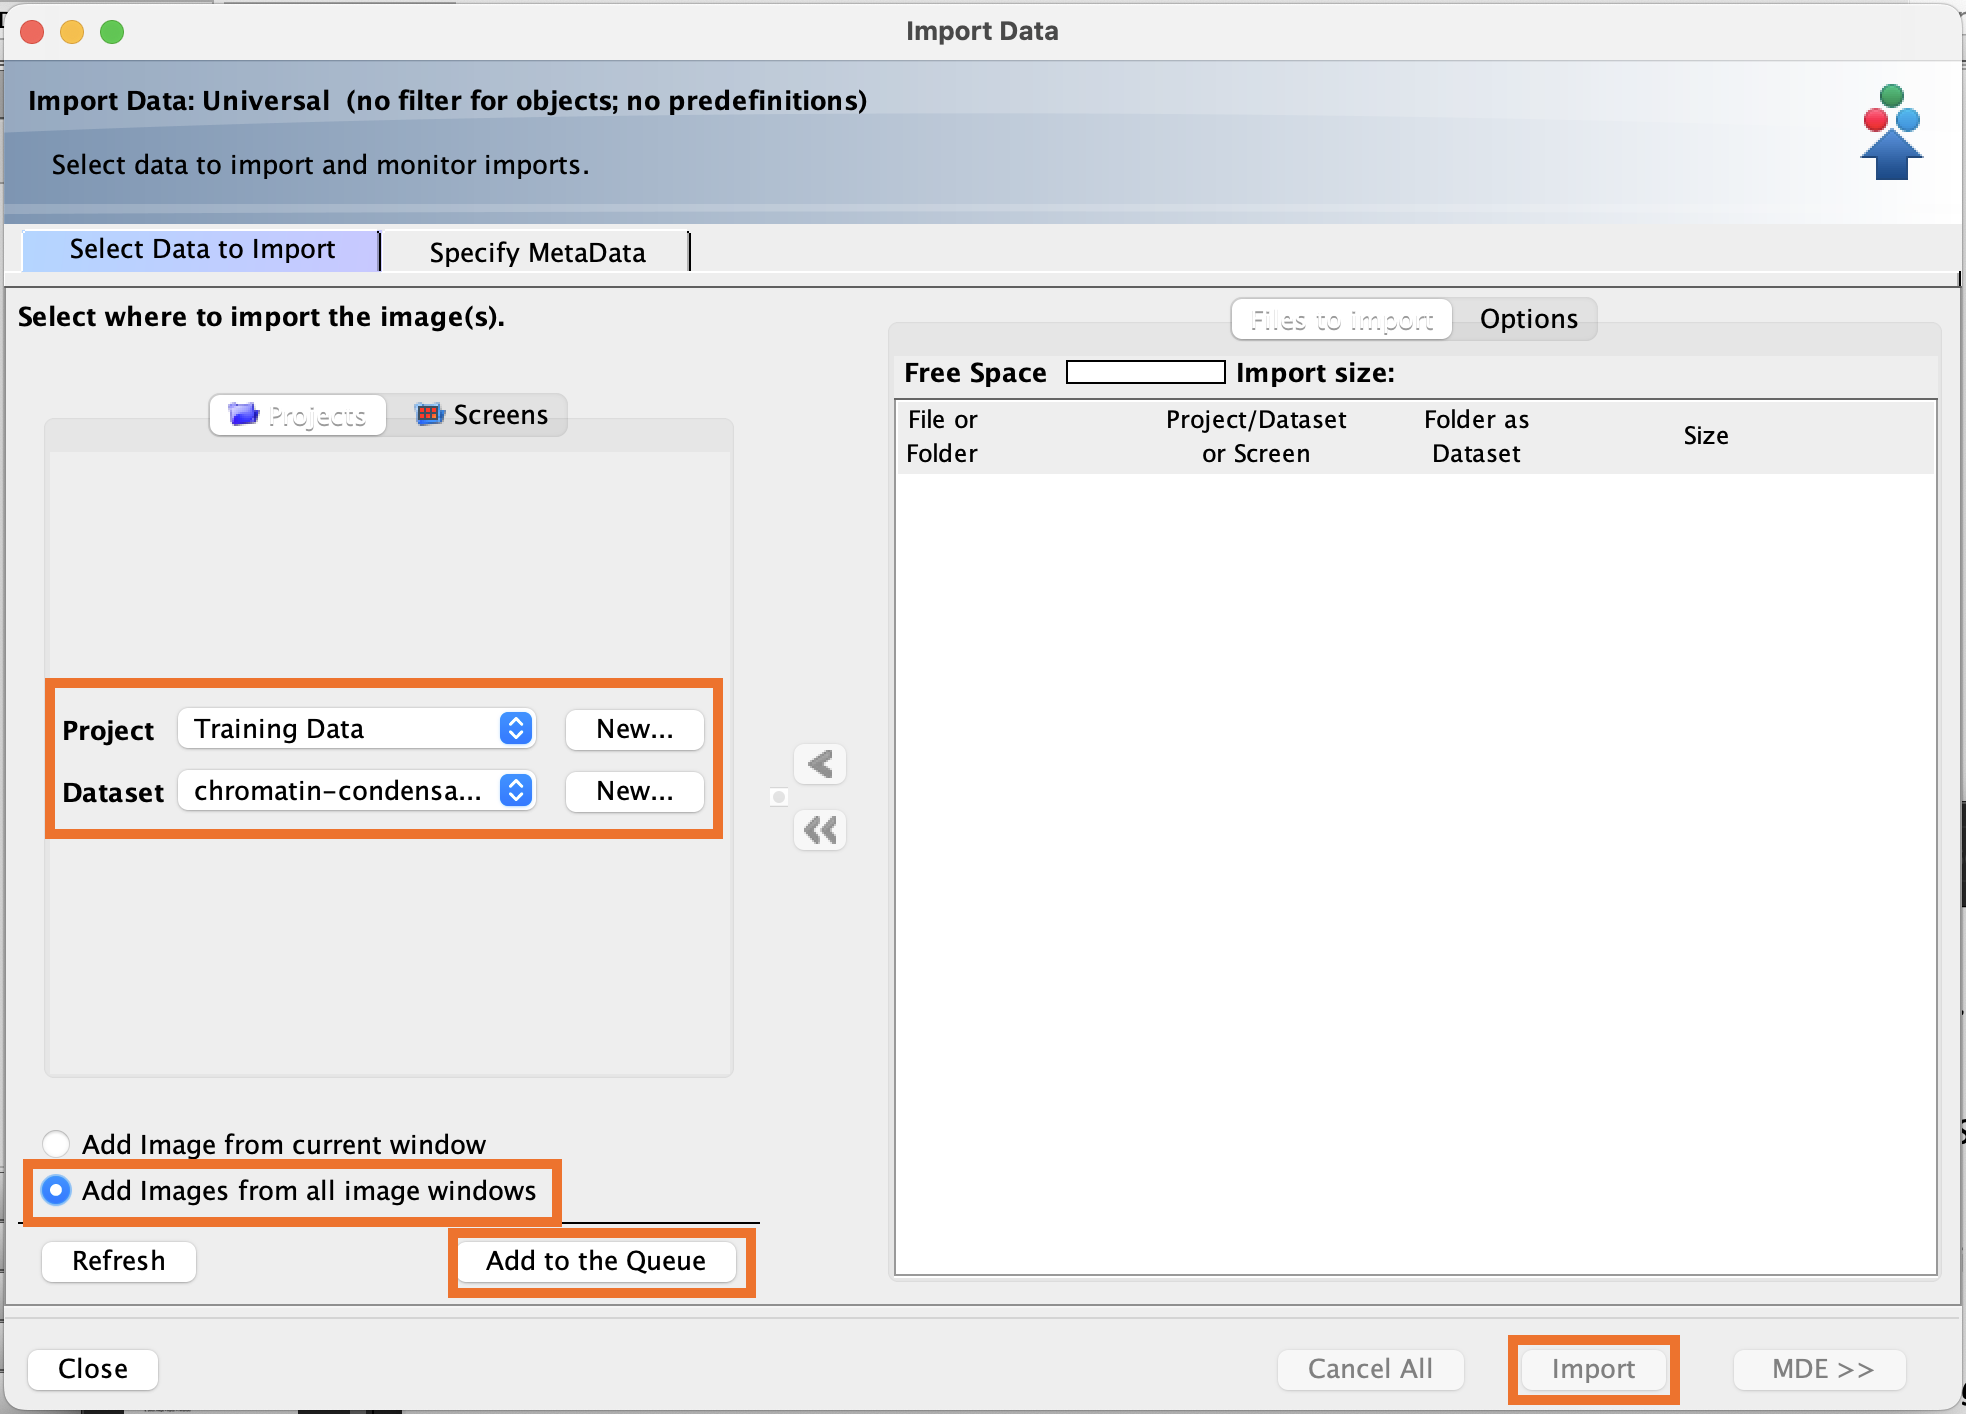 Import Data
Import Data: Universal  (no filter for objects; no predefinitions)
Select data to import and monitor imports.
Select Data to Import
Specify MetaData
Select where to import the image(s).
Files to import
Options
Free Space
Import size:
Projects
Screens
File or Folder
Project/Dataset or Screen
Folder as Dataset
Size
Project
Training Data
New...
Dataset
chromatin-condensa...
New...
Add Image from current window
Add Images from all image windows
Refresh
Add to the Queue
Close
Cancel All
Import
MDE >>